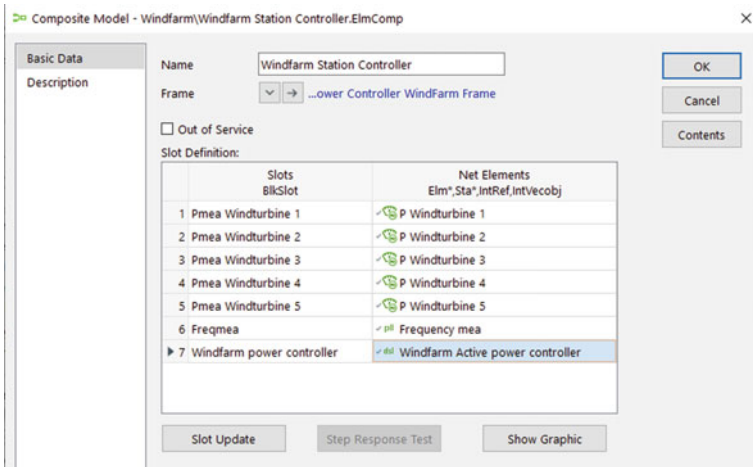 Composite Model - Windfarm\Windfarm Station Controller.ElmComp
Basic Data
Description
Name Windfarm Station Controller
Frame ...ower Controller WindFarm Frame
Out of Service
Slot Definition:
Slots
BlkSlot
Net Elements
Elm*,Sta*,IntRef,IntVecobj
1 Pmea Windturbine 1 P Windturbine 1
2 Pmea Windturbine 2 P Windturbine 2
3 Pmea Windturbine 3 P Windturbine 3
4 Pmea Windturbine 4 P Windturbine 4
5 Pmea Windturbine 5 P Windturbine 5
6 Freqmea pll Frequency mea
7 Windfarm power controller dsl Windfarm Active power controller
OK
Cancel
Contents
Slot Update Step Response Test Show Graphic